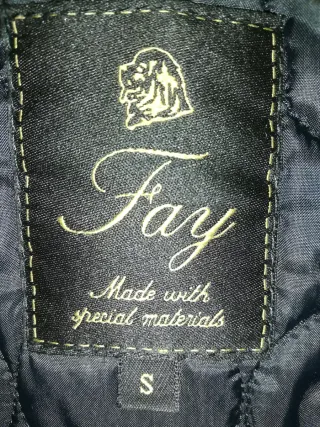 Fay
Made with
special materials
S